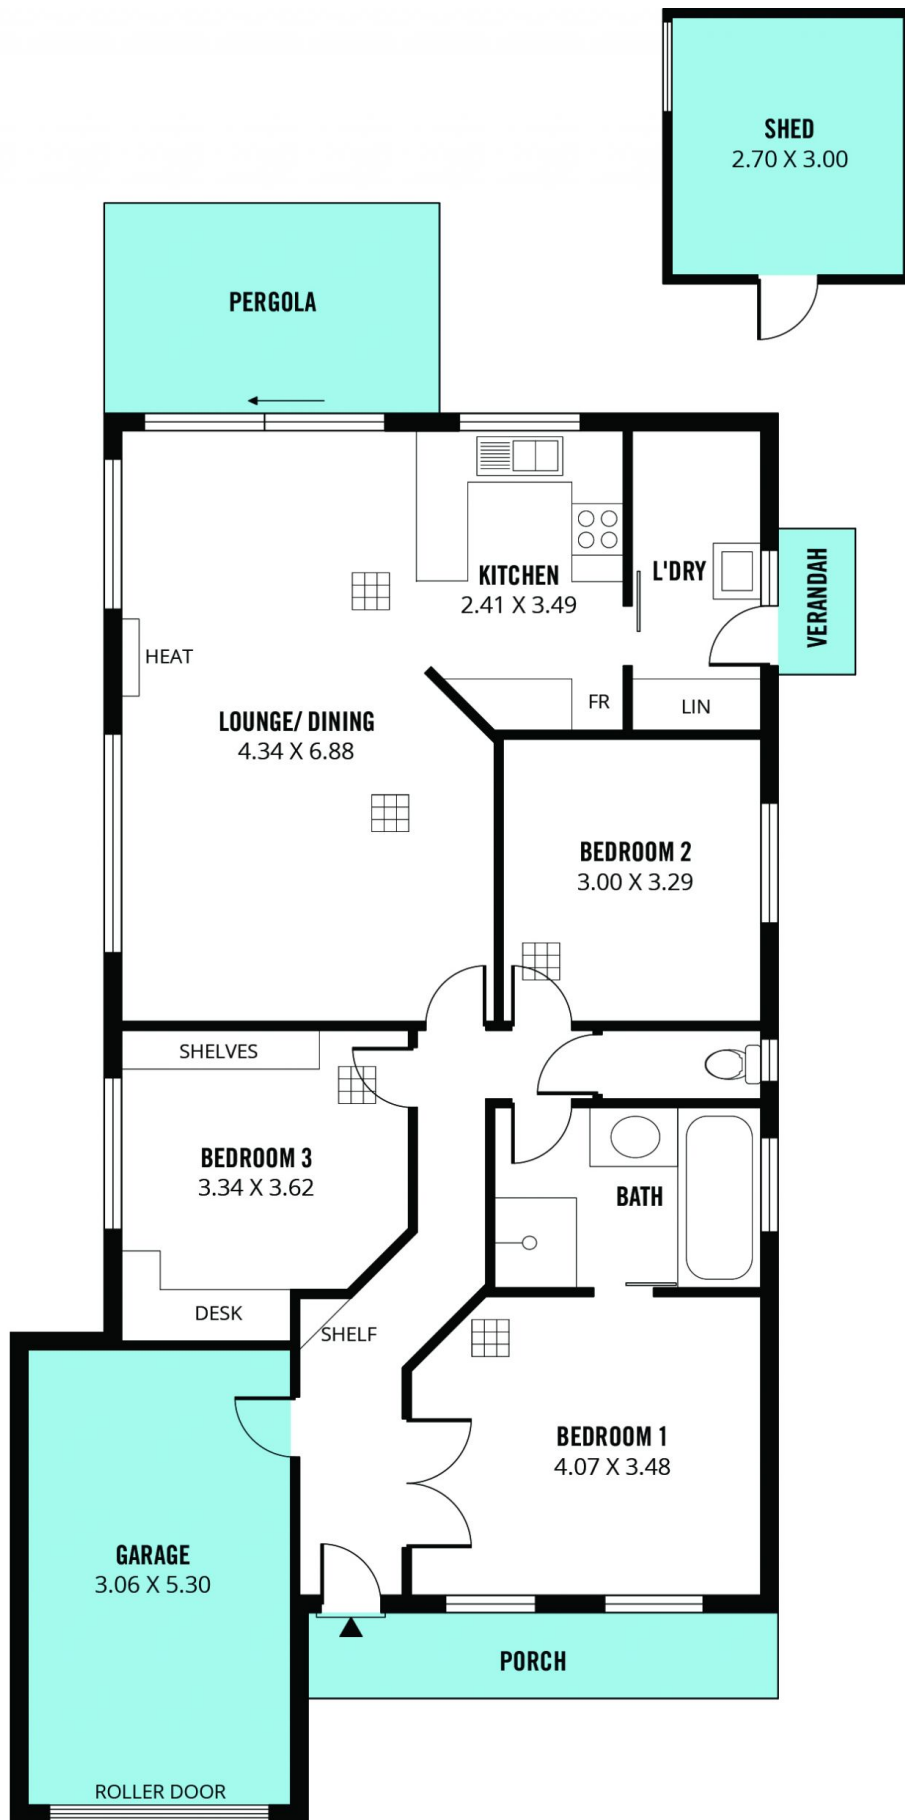 SHED
2.70 X 3.00
PERGOLA
KITCHEN
2.41 X 3.49
L'DRY
VERANDAH
HEAT
LOUNGE/ DINING
4.34 X 6.88
FR
LIN
BEDROOM 2
3.00 X 3.29
SHELVES
BEDROOM 3
3.34 X 3.62
BATH
DESK
SHELF
BEDROOM 1
4.07 X 3.48
GARAGE
3.06 X 5.30
PORCH
ROLLER DOOR